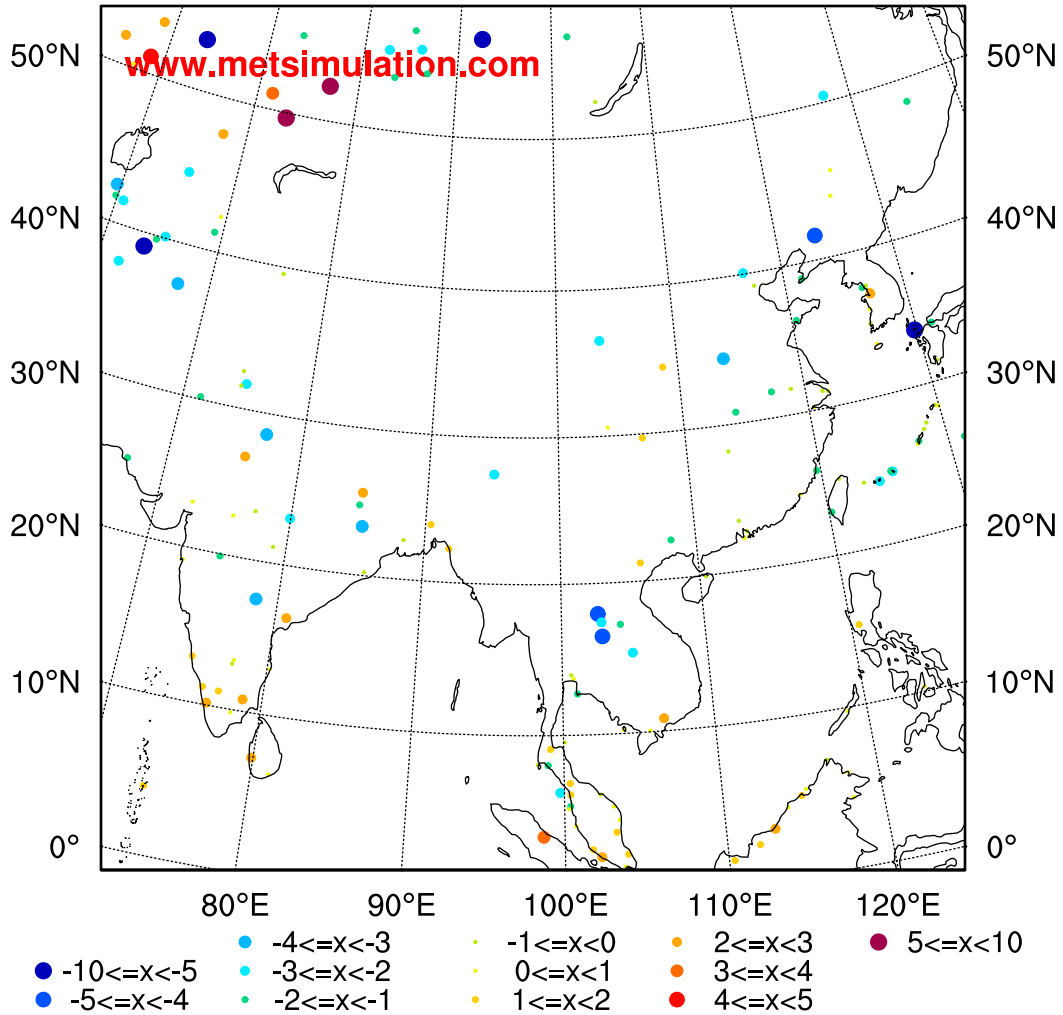 50°N 50°N
www.metsimulation.com
40°N 40°N
30°N 30°N
20°N 20°N
10°N 10°N
0° 0°
80°E 90°E 100°E 110°E 120°E
-4<=x<-3 -1<=x<0 2<=x<3 5<=x<10
-10<=x<-5 -3<=x<-2 0<=x<1 3<=x<4
-5<=x<-4 -2<=x<-1 1<=x<2 4<=x<5